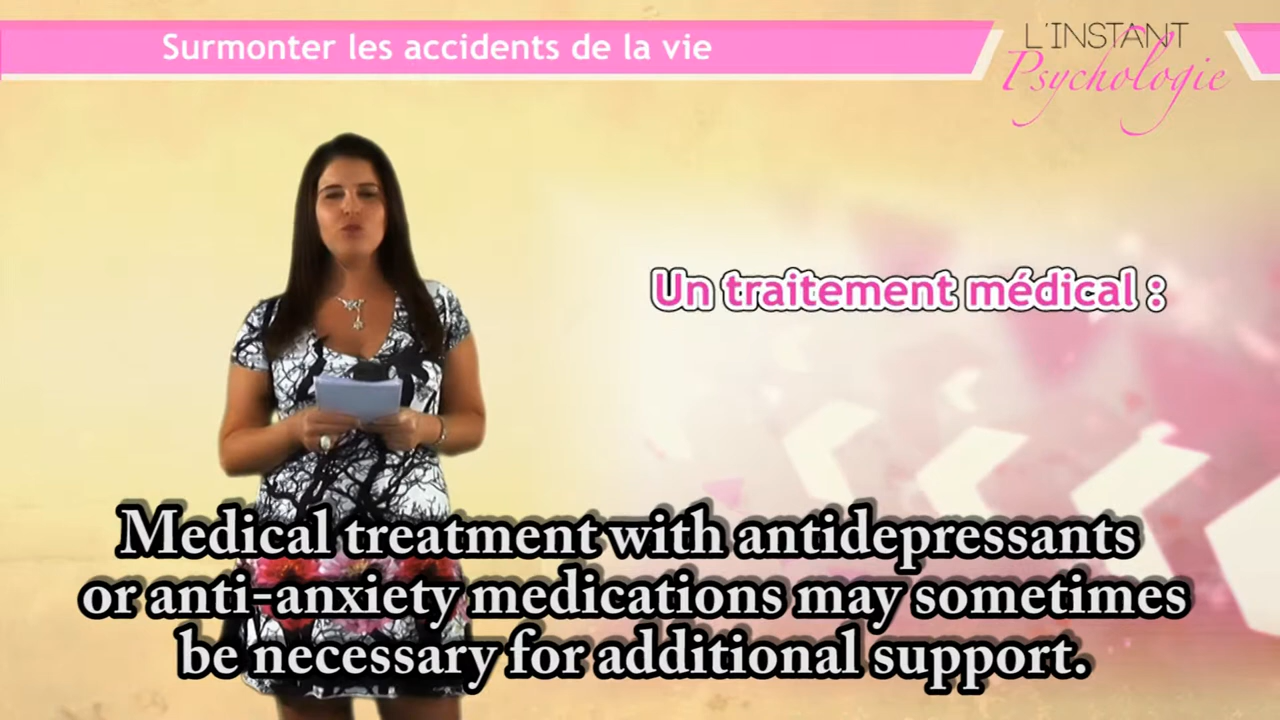 Surmonter les accidents de la vie
L'INSTANT
Psychologie
Un traitement médical :
Medical treatment with antidepressants
or anti-anxiety medications may sometimes
be necessary for additional support.